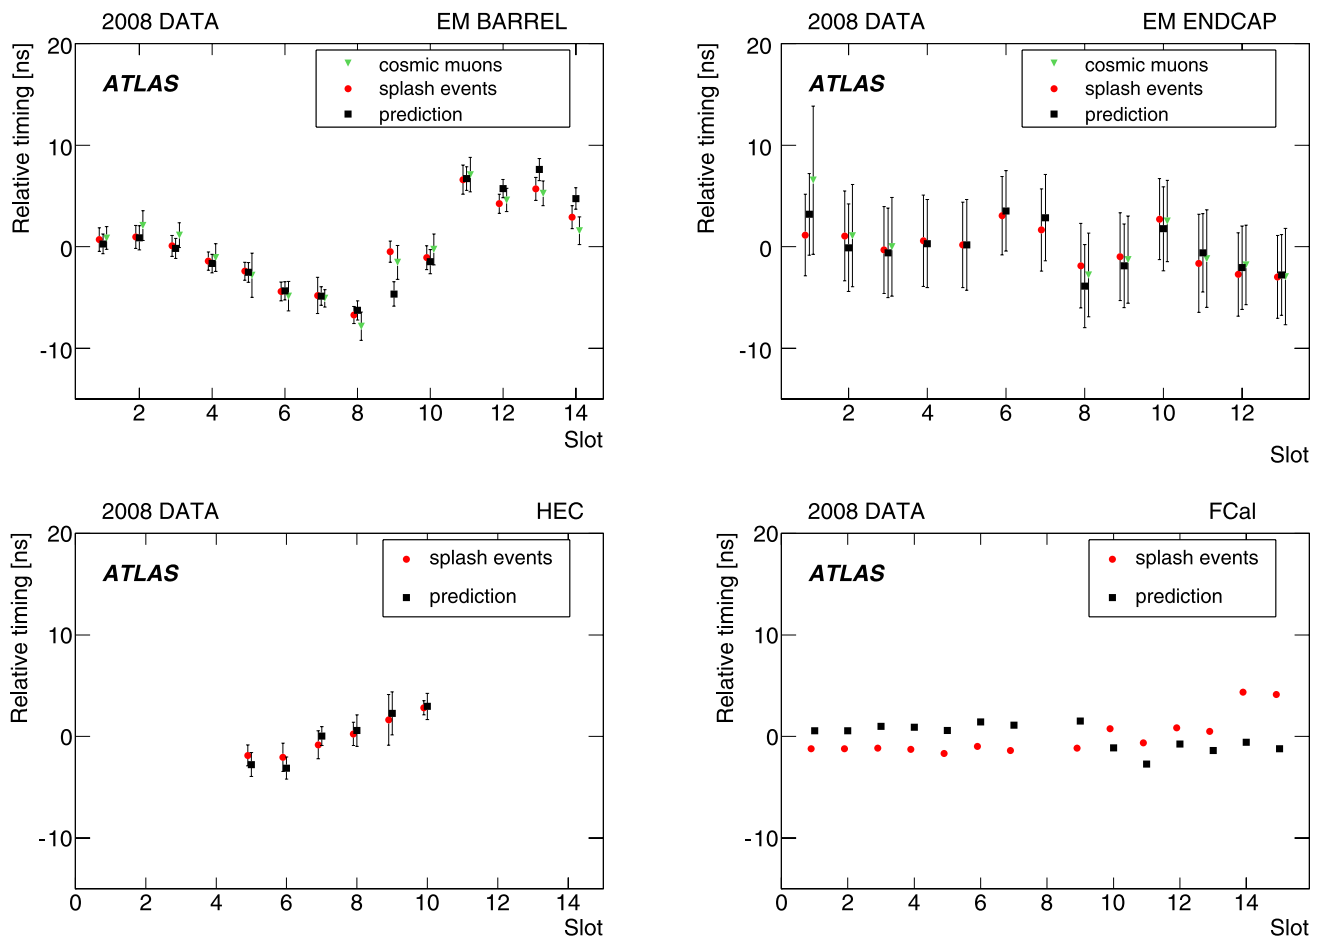 2008 DATA EM BARREL
Relative timing [ns]
20
10
0
-10
ATLAS
cosmic muons
splash events
prediction
2 4 6 8 10 12 14
Slot
2008 DATA EM ENDCAP
Relative timing [ns]
20
10
0
-10
ATLAS
cosmic muons
splash events
prediction
2 4 6 8 10 12
Slot
2008 DATA HEC
Relative timing [ns]
20
10
0
-10
ATLAS
splash events
prediction
0 2 4 6 8 10 12 14
Slot
2008 DATA FCal
Relative timing [ns]
20
10
0
-10
ATLAS
splash events
prediction
0 2 4 6 8 10 12 14
Slot